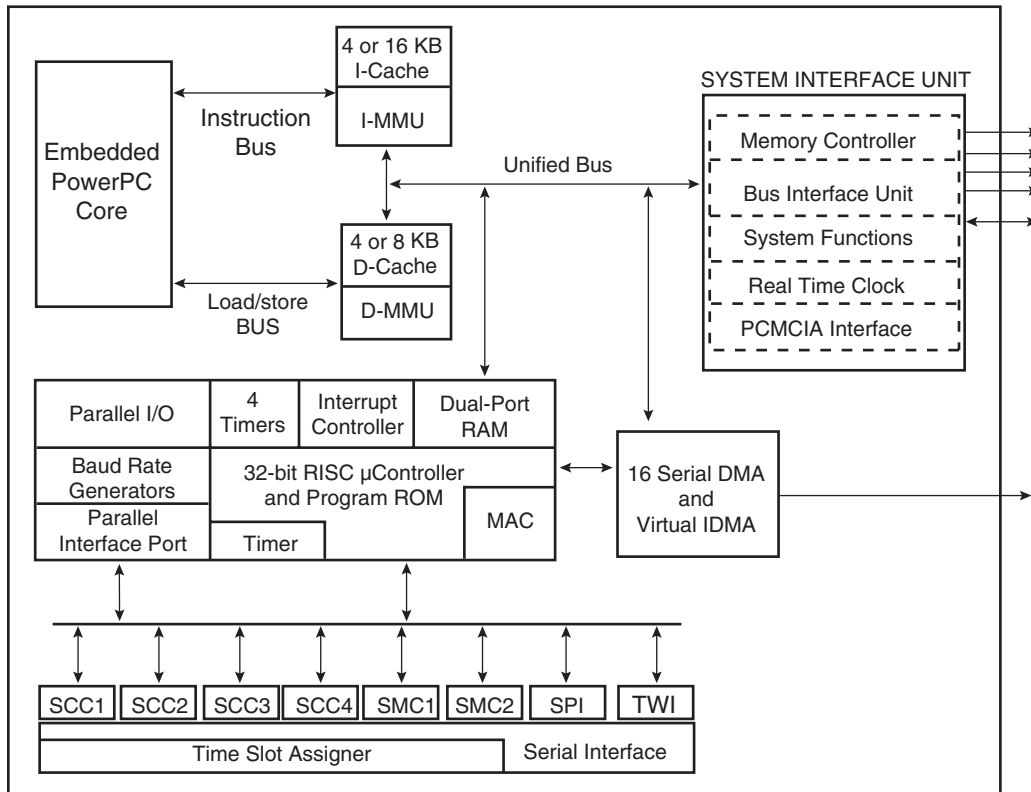 4 or 16 KB
I-Cache
I-MMU
Embedded
PowerPC
Core
Instruction
Bus
Unified Bus
4 or 8 KB
D-Cache
D-MMU
Load/store
BUS
SYSTEM INTERFACE UNIT
Memory Controller
Bus Interface Unit
System Functions
Real Time Clock
PCMCIA Interface
Parallel I/O
4
Timers
Interrupt
Controller
Dual-Port
RAM
Baud Rate
Generators
32-bit RISC µController
and Program ROM
Parallel
Interface Port
Timer
MAC
16 Serial DMA
and
Virtual IDMA
SCC1
SCC2
SCC3
SCC4
SMC1
SMC2
SPI
TWI
Time Slot Assigner
Serial Interface